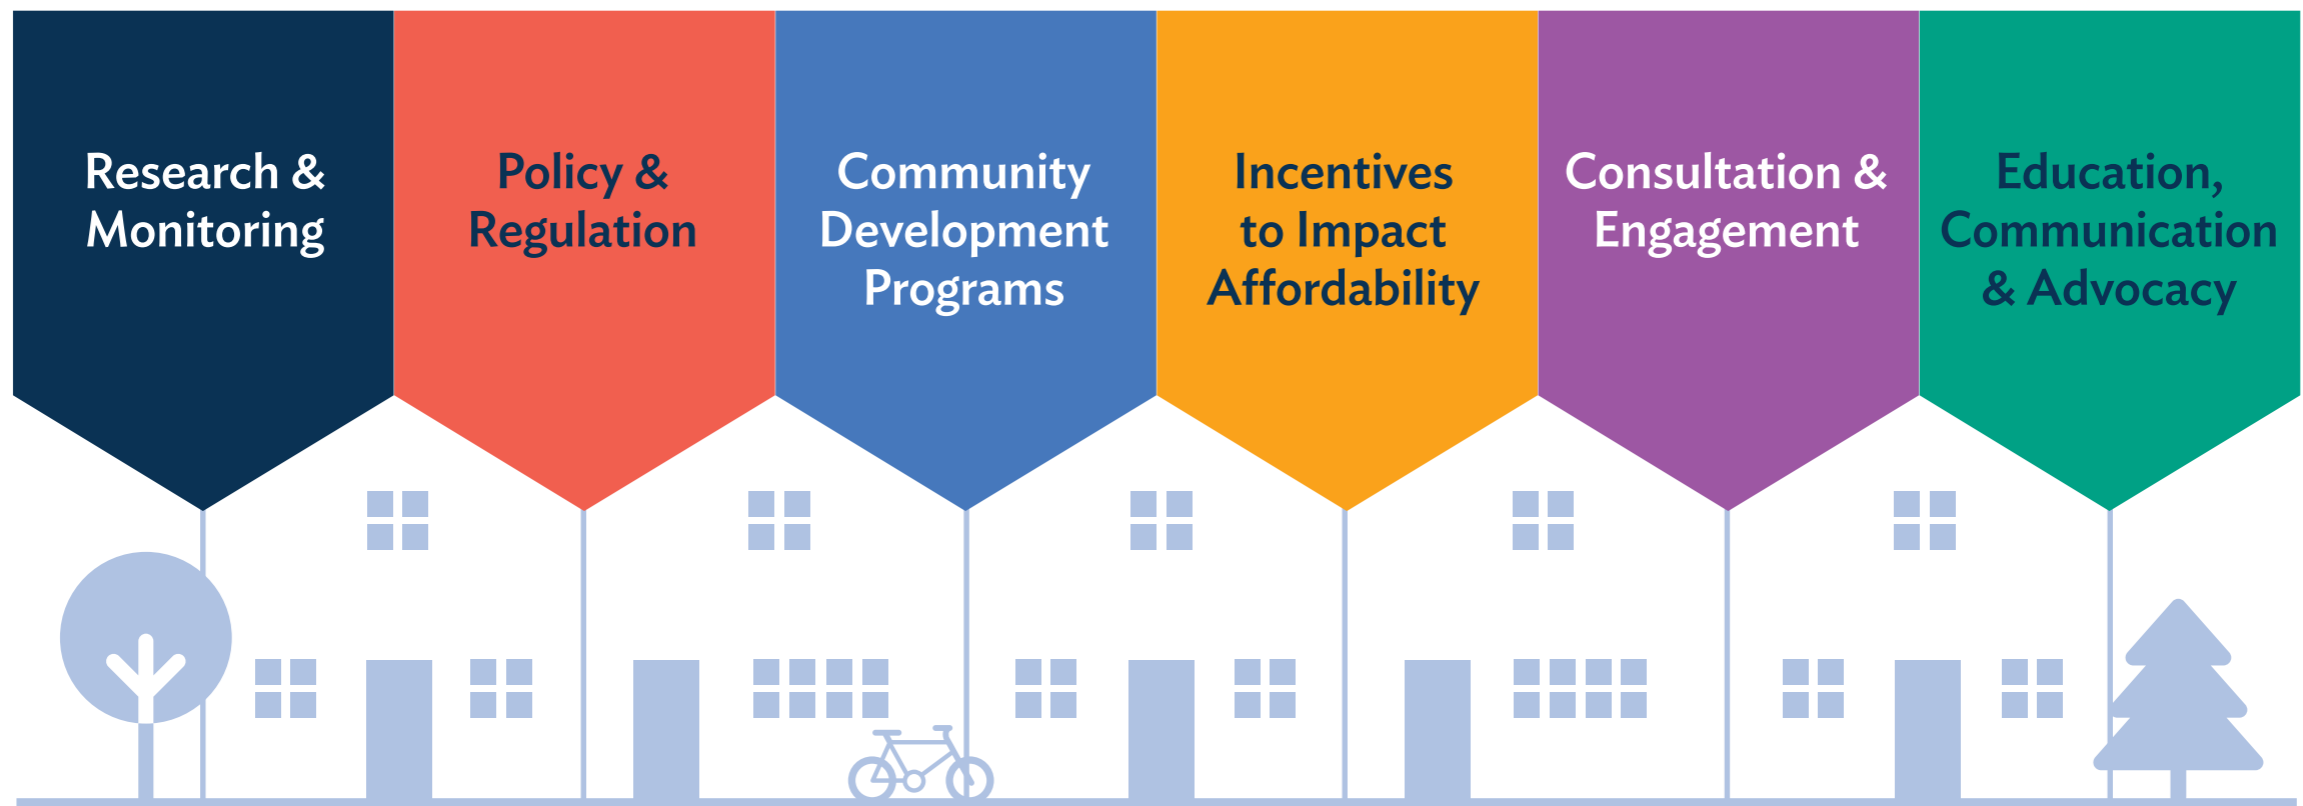 Research &
Monitoring
Policy &
Regulation
Community
Development
Programs
Incentives
to Impact
Affordability
Consultation &
Engagement
Education,
Communication
& Advocacy